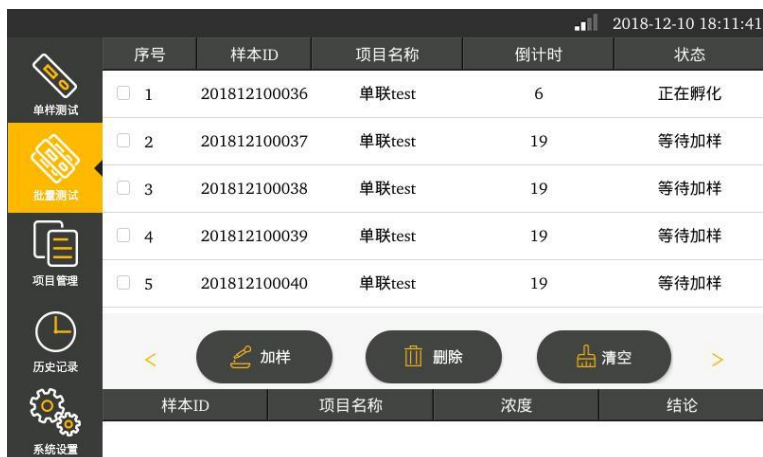 2018-12-10 18:11:41
序号 样本ID 项目名称 倒计时 状态
1 201812100036 单联test 6 正在孵化
2 201812100037 单联test 19 等待加样
3 201812100038 单联test 19 等待加样
4 201812100039 单联test 19 等待加样
5 201812100040 单联test 19 等待加样
< 加样 删除 清空 >
样本ID 项目名称 浓度 结论
单样测试
批量测试
项目管理
历史记录
系统设置